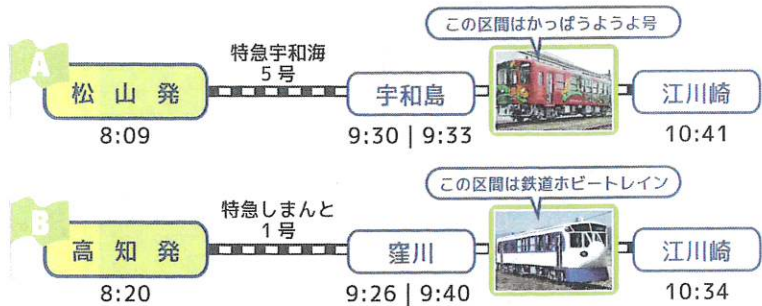 この区間はかっぱうようよ号
A
特急宇和海
5号
松山発
宇和島
江川崎
8:09
9:30 | 9:33
10:41
この区間は鉄道ホビートレイン
B
特急しまんと
1号
高知発
窪川
江川崎
8:20
9:26 | 9:40
10:34